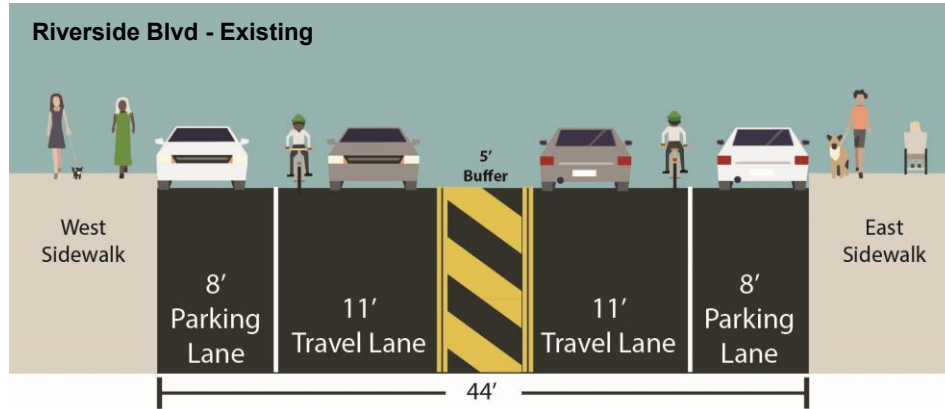 Riverside Blvd - Existing
5’
Buffer
West
Sidewalk
8’
Parking
Lane
11’
Travel Lane
11’
Travel Lane
8’
Parking
Lane
East
Sidewalk
44’